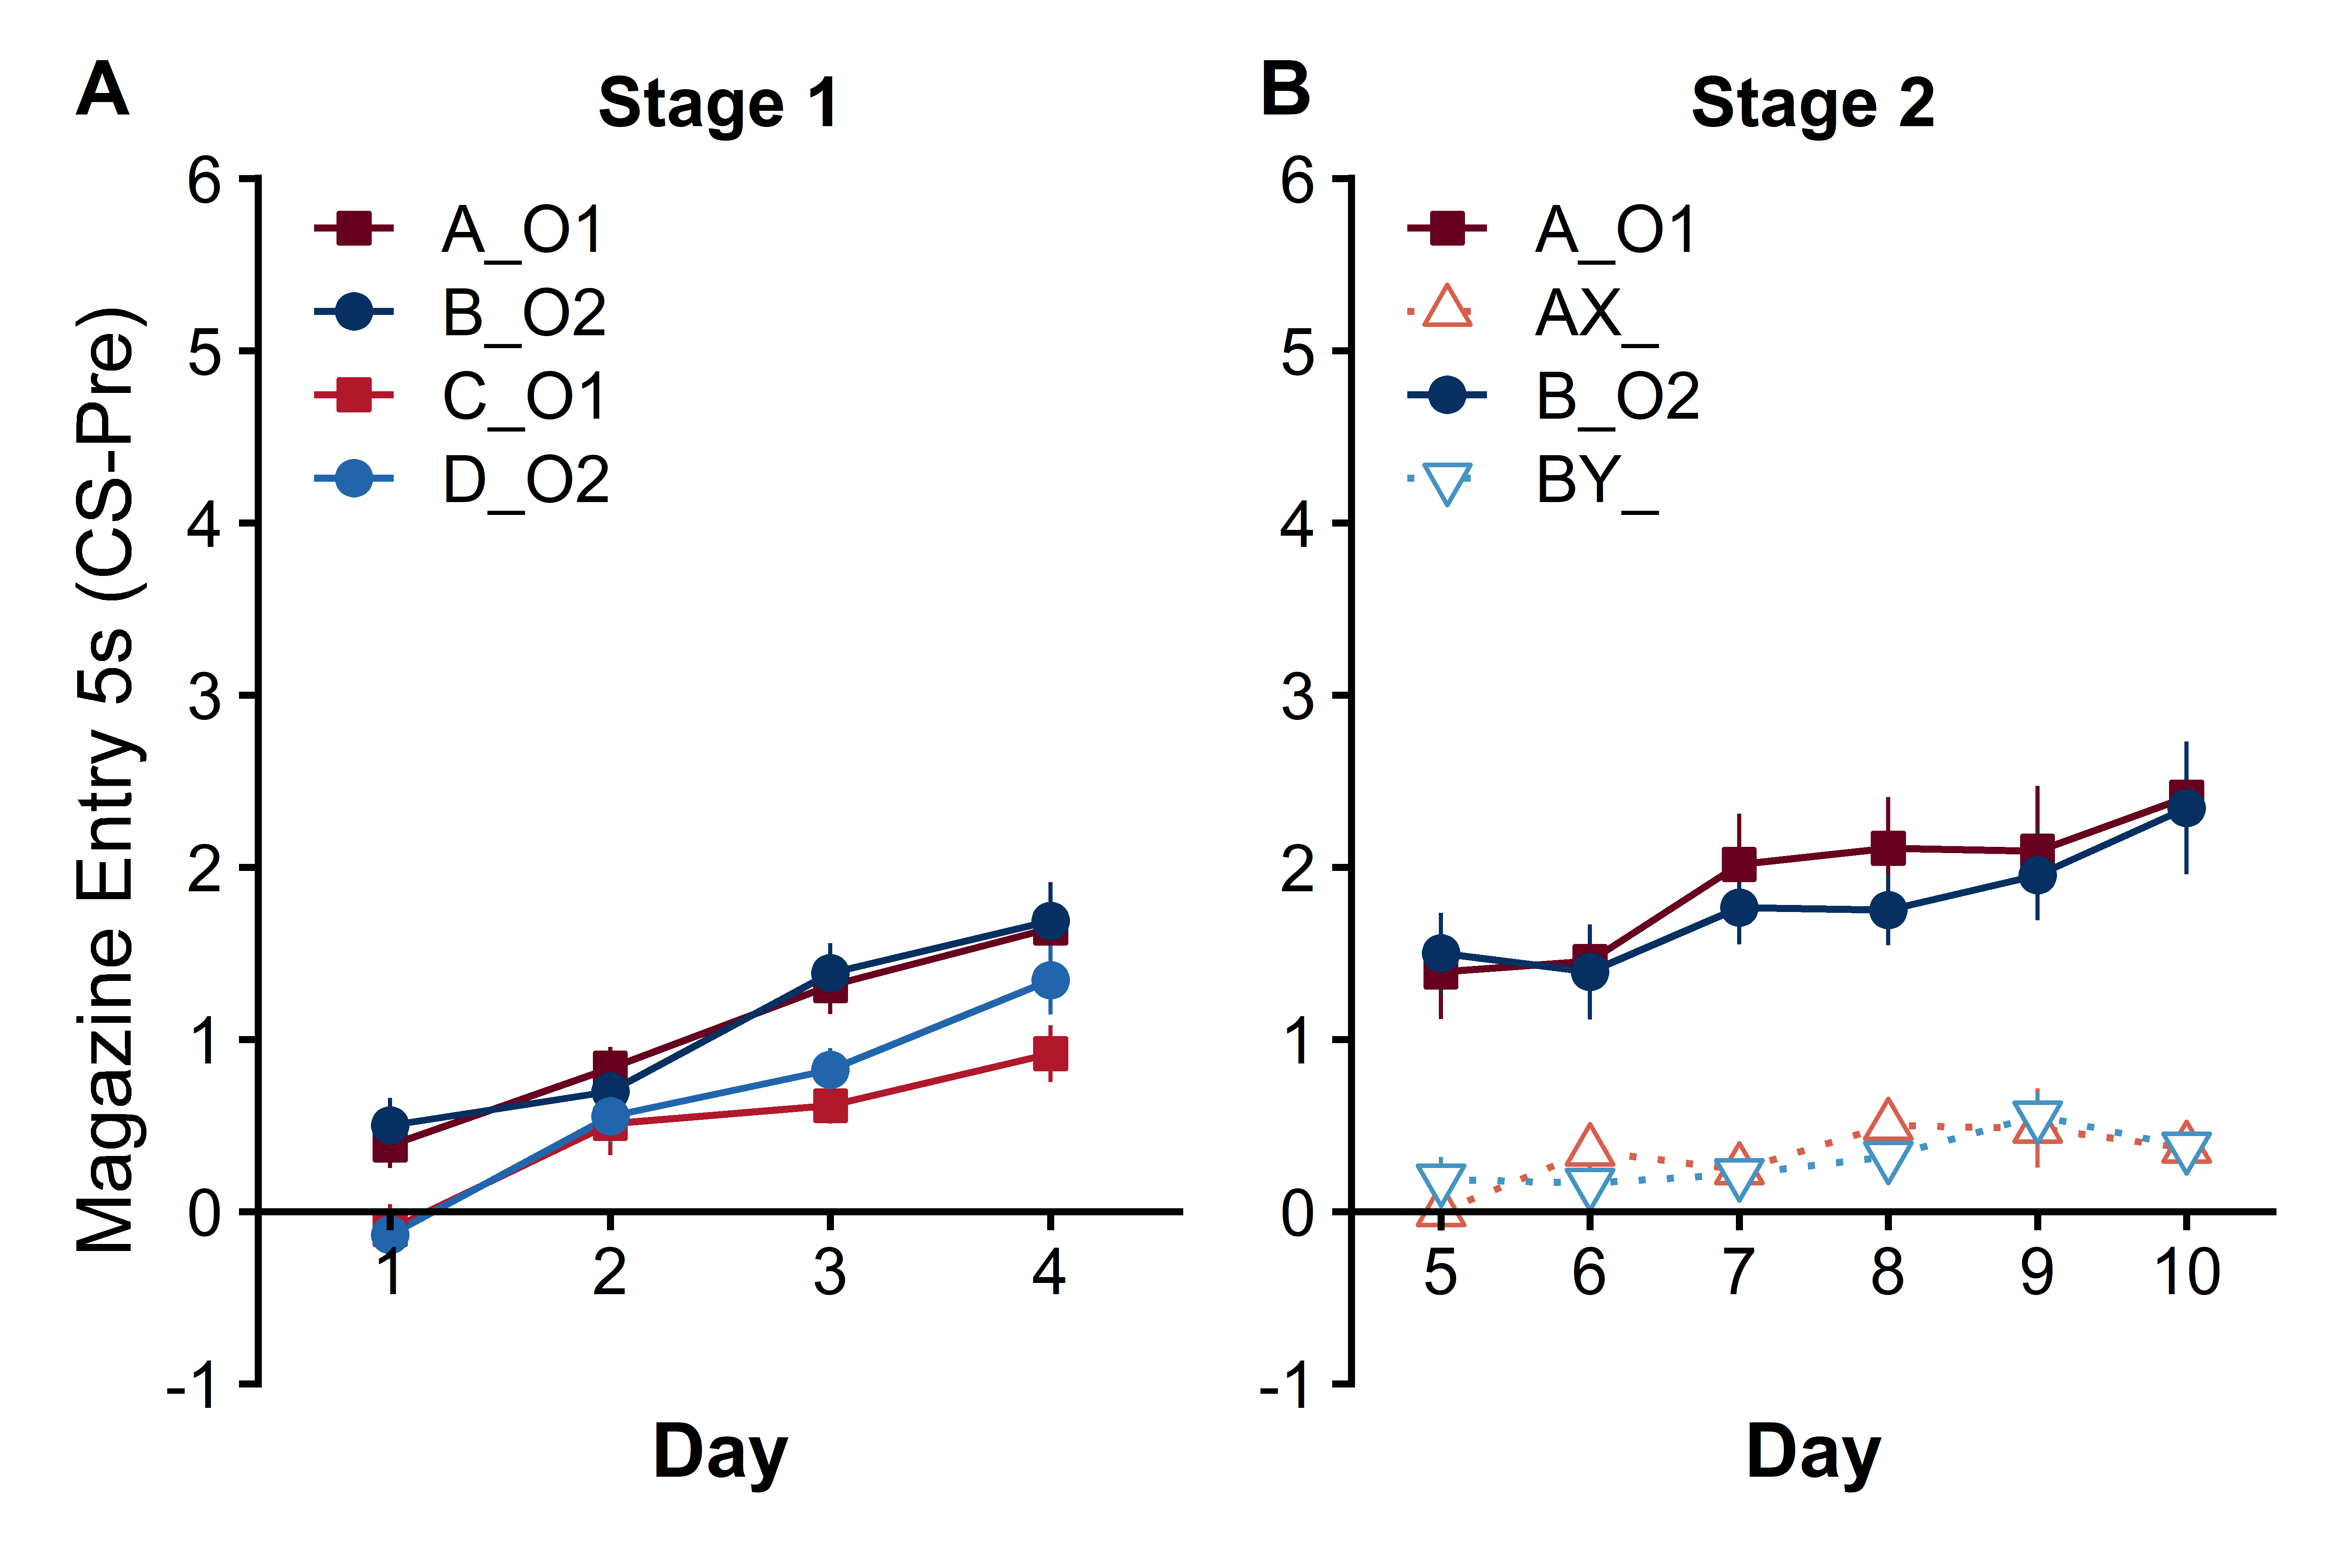 A
Stage 1
Magazine Entry 5s (CS-Pre)
6
5
4
3
2
1
0
-1
A_O1
B_O2
C_O1
D_O2
1 2 3 4
Day
B
Stage 2
6
5
4
3
2
1
0
-1
A_O1
AX_
B_O2
BY_
5 6 7 8 9 10
Day